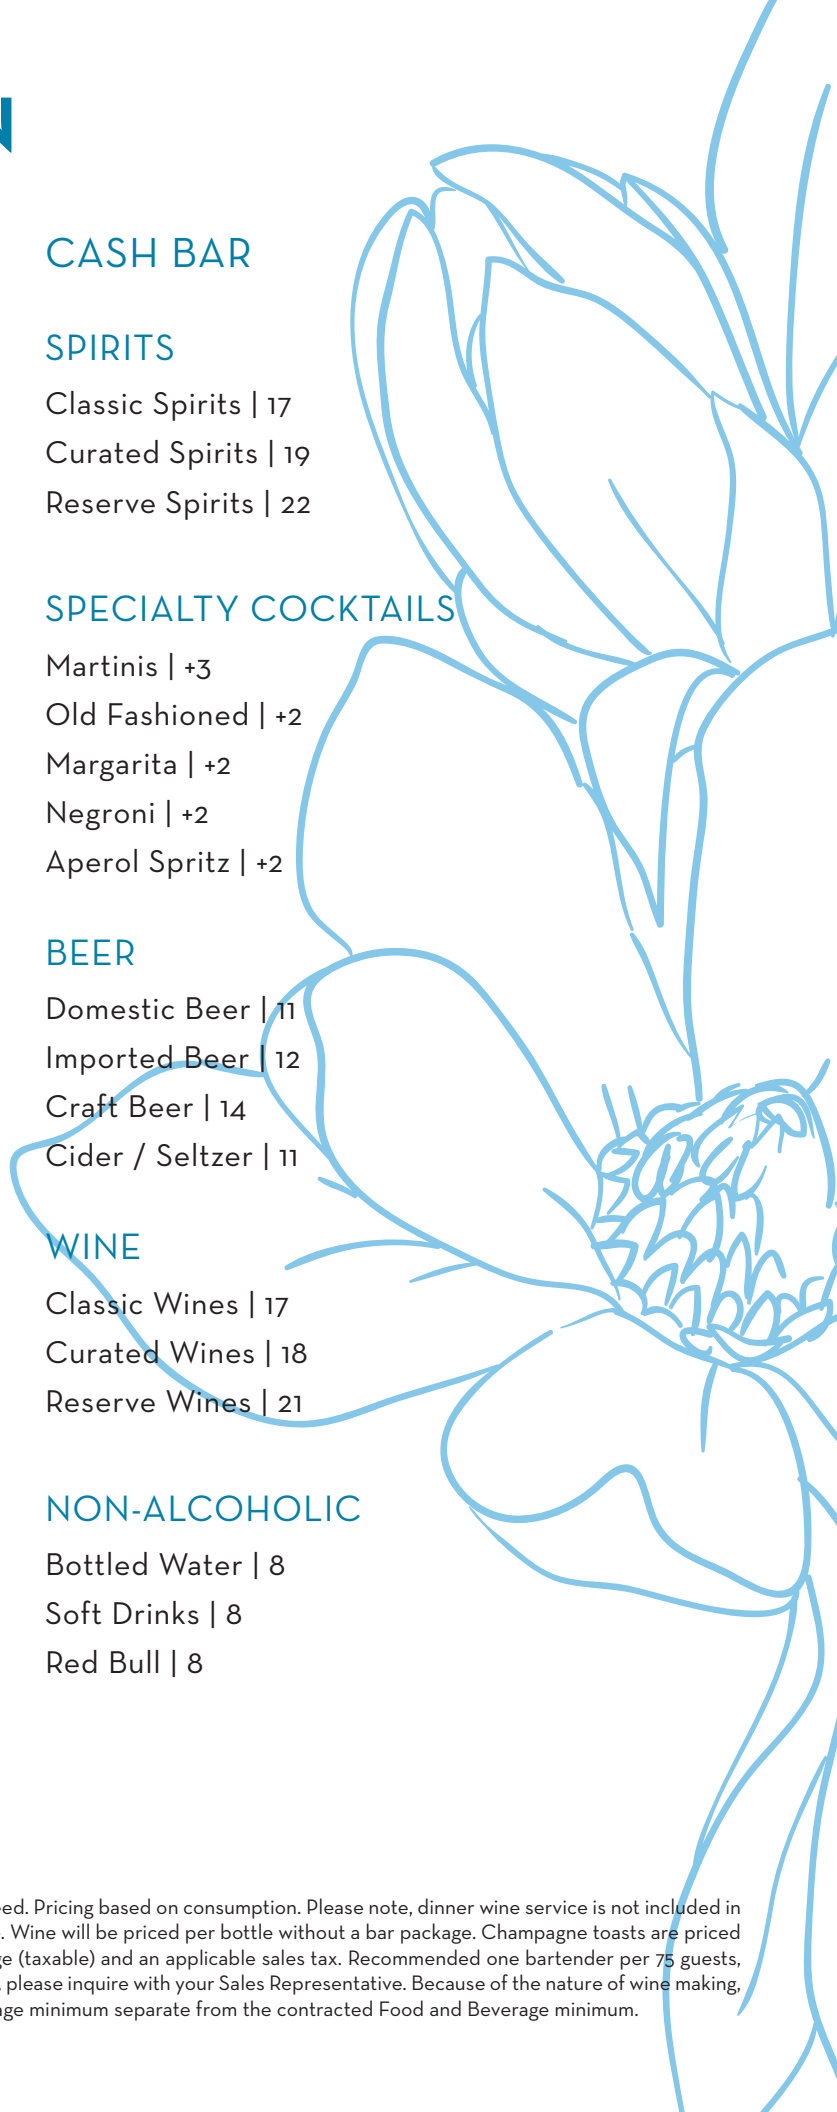 N
CASH BAR
SPIRITS
Classic Spirits | 17
Curated Spirits | 19
Reserve Spirits | 22
SPECIALTY COCKTAILS
Martinis | +3
Old Fashioned | +2
Margarita | +2
Negroni | +2
Aperol Spritz | +2
BEER
Domestic Beer | 11
Imported Beer | 12
Craft Beer | 14
Cider / Seltzer | 11
WINE
Classic Wines | 17
Curated Wines | 18
Reserve Wines | 21
NON-ALCOHOLIC
Bottled Water | 8
Soft Drinks | 8
Red Bull | 8
Pricing based on consumption. Please note, dinner wine service is not included in
. Wine will be priced per bottle without a bar package. Champagne toasts are priced
(taxable) and an applicable sales tax. Recommended one bartender per 75 guests,
please inquire with your Sales Representative. Because of the nature of wine making,
minimum separate from the contracted Food and Beverage minimum.